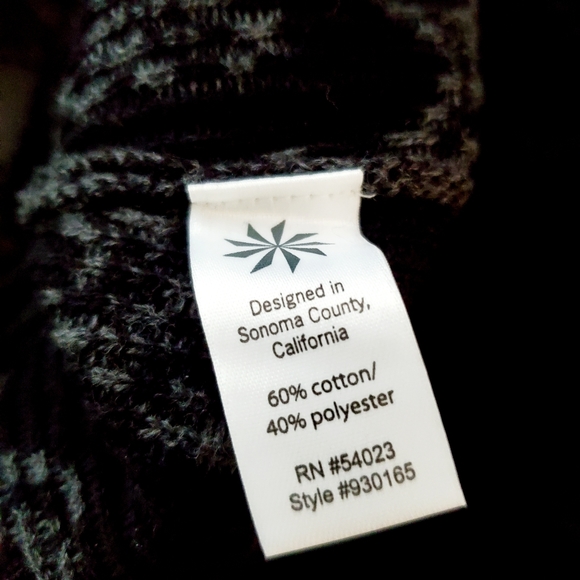 Designed in
Sonoma County,
California
60% cotton/
40% polyester
RN #54023
Style #930165